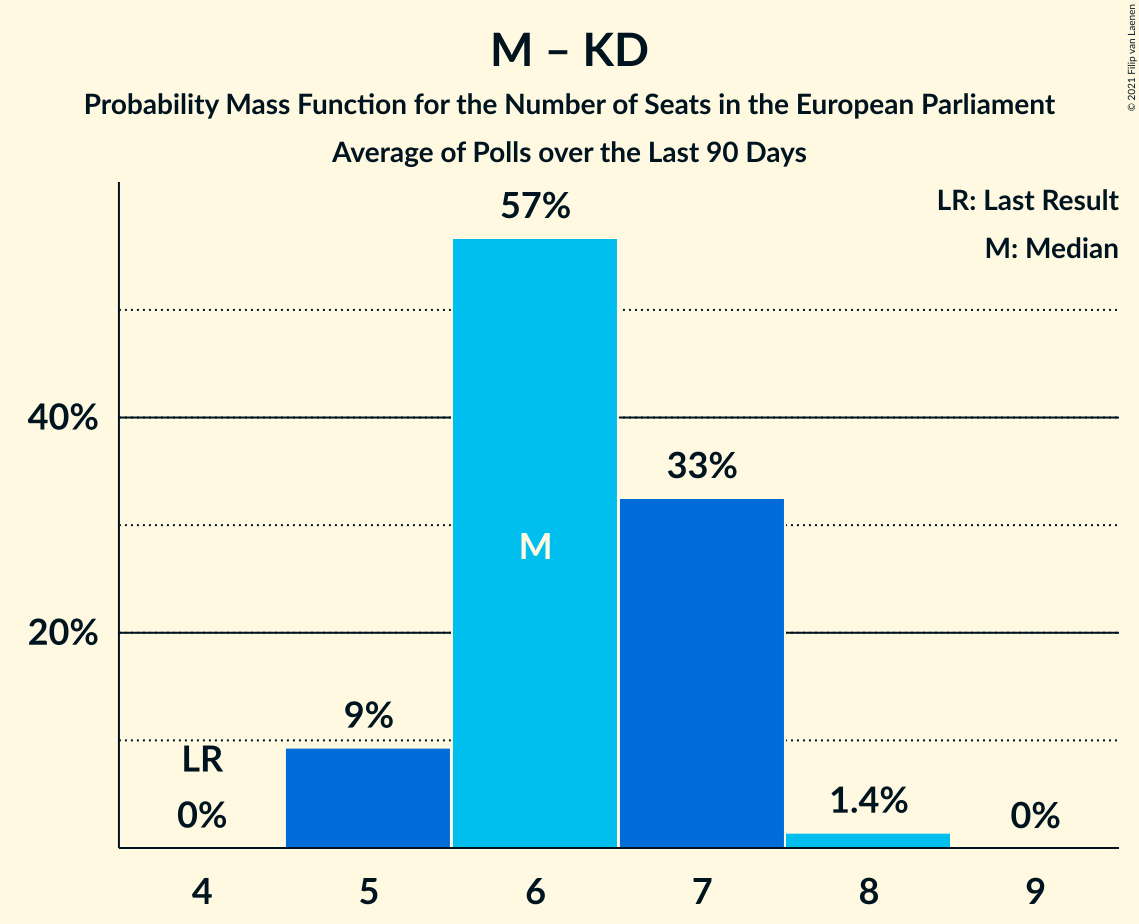 M – KD
Probability Mass Function for the Number of Seats in the European Parliament
Average of Polls over the Last 90 Days
© 2021 Filip van Laenen
LR: Last Result
M: Median
57%
40%
33%
M
20%
9%
LR
0%
1.4%
0%
4 5 6 7 8 9